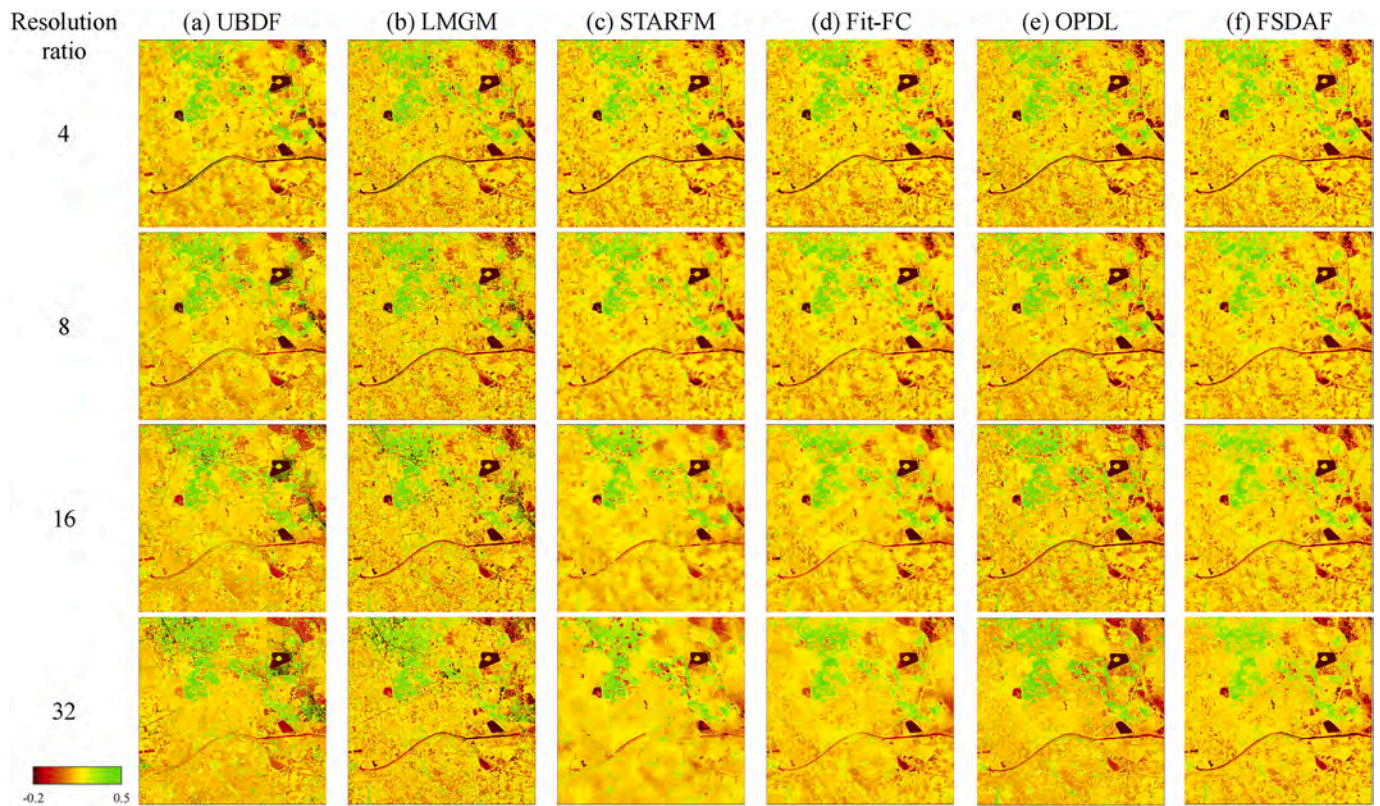 Resolution
ratio
(a) UBDF
(b) LMGM
(c) STARFM
(d) Fit-FC
(e) OPDL
(f) FSDAF
4
8
16
32
-0.2
0.5